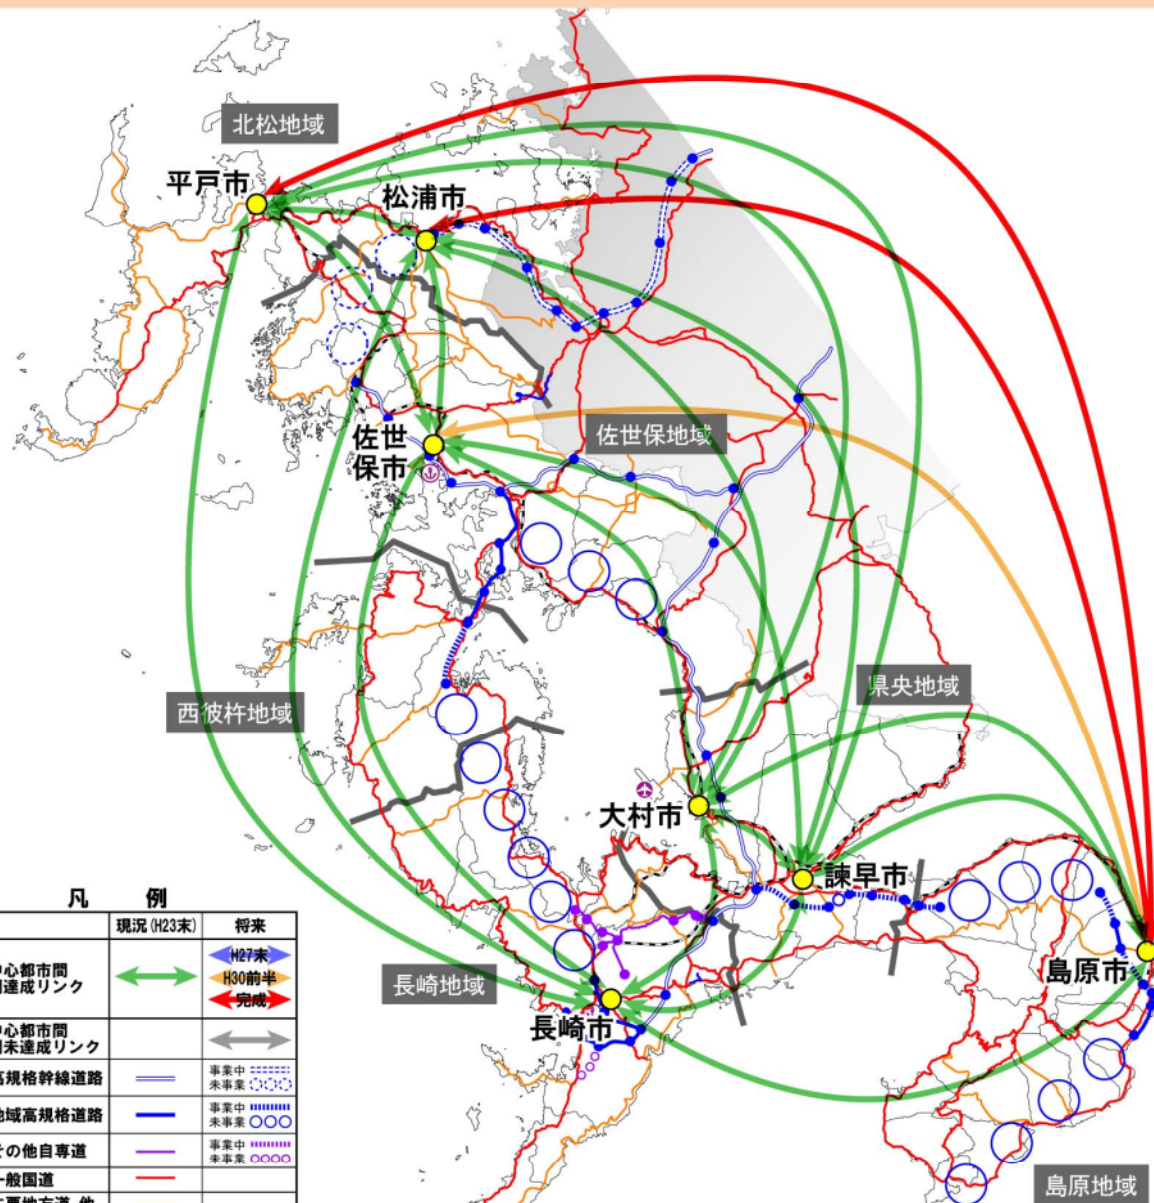 北松地域
平戸市
松浦市
佐世
保市
佐世保地域
西彼杵地域
県央地域
大村市
諫早市
長崎地域
長崎市
島原市
島原地域
凡 例
現況(H23末) 将来
心都市間
達成リンク
H27末
H30前半
完成
心都市間
未達成リンク
高規格幹線道路
事業中
未事業
地域高規格道路
事業中
未事業
その他自専道
事業中
未事業
一般国道